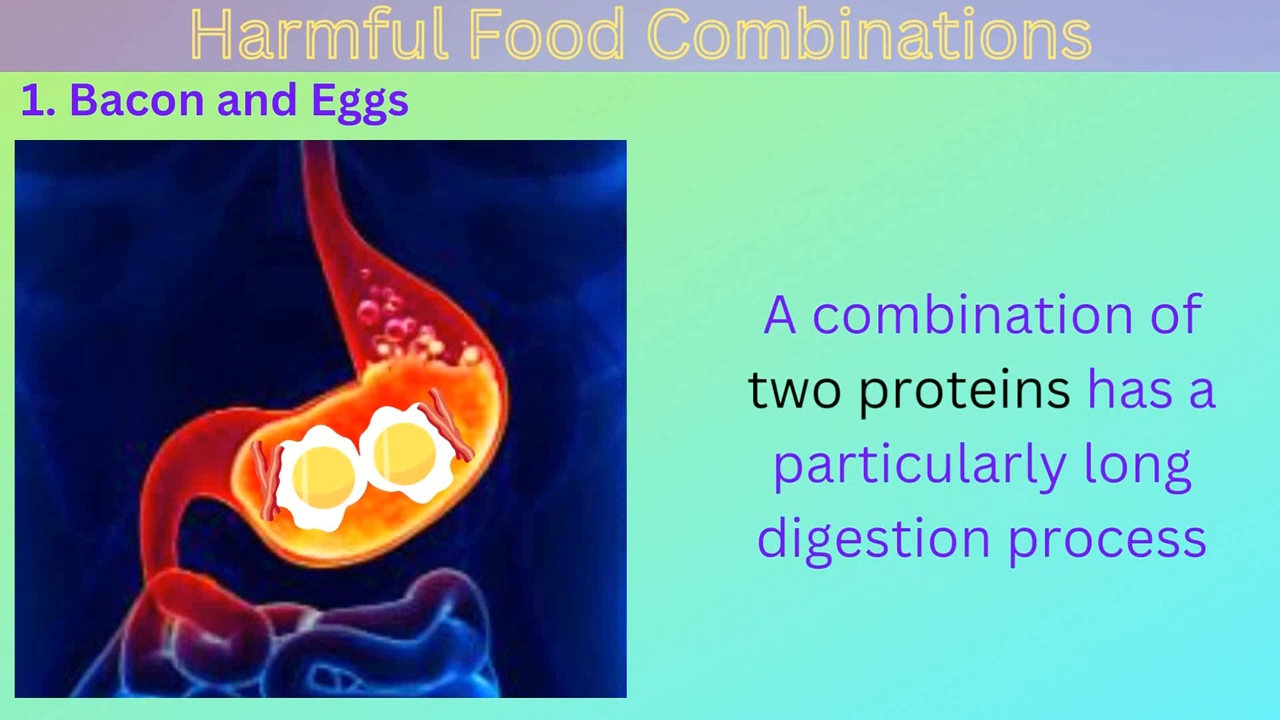 Harmful Food Combinations
1. Bacon and Eggs
A combination of
two proteins has a
particularly long
digestion process